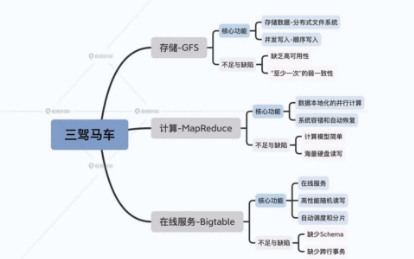 三驾马车
存储-GFS
核心功能
存储数据-分布式文件系统
并发写入-顺序写入
不足与缺陷
缺乏高可用性
“至少一次”的弱一致性
计算-MapReduce
核心功能
数据本地化的并行计算
系统容错和自动恢复
不足与缺陷
计算模型简单
海量硬盘读写
在线服务-Bigtable
核心功能
在线服务
高性能随机读写
自动调度和分片
不足与缺陷
缺少Schema
缺少跨行事务